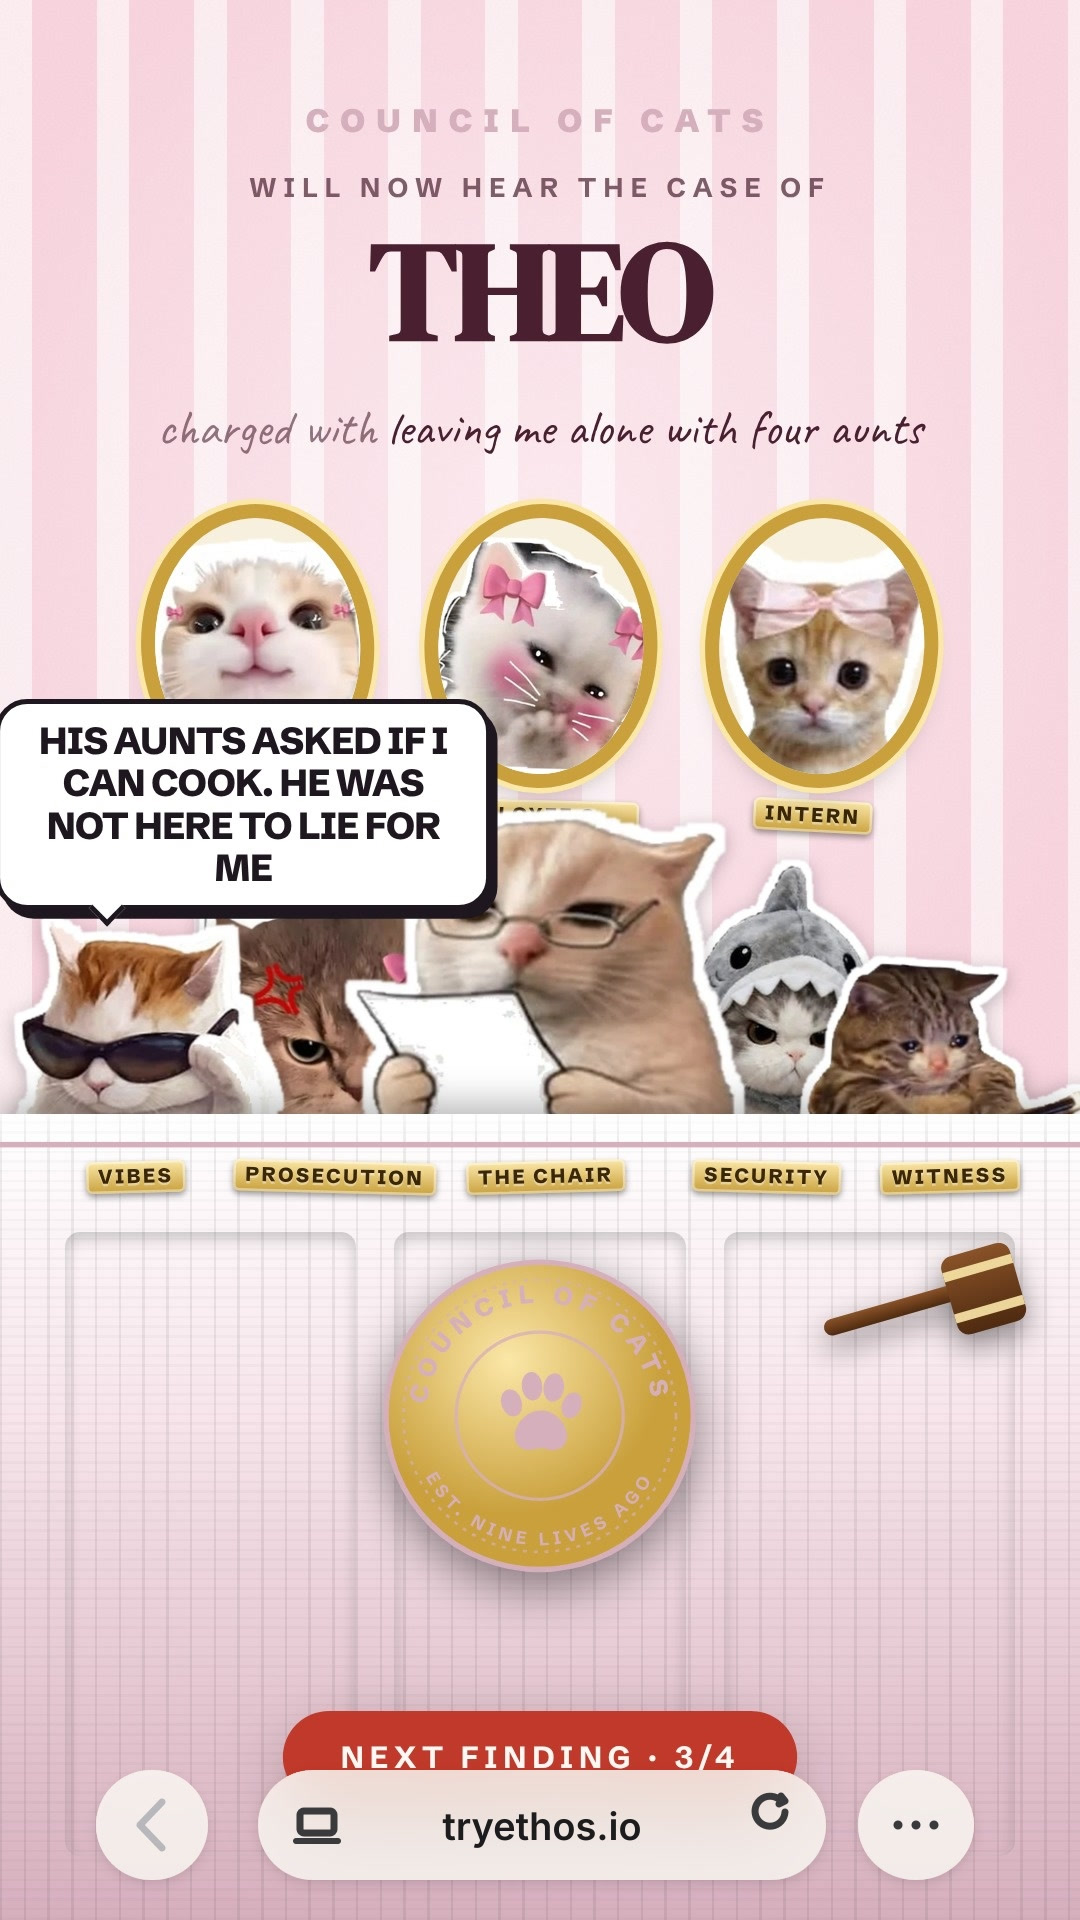 COUNCIL OF CATS
WILL NOW HEAR THE CASE OF
THEO
charged with leaving me alone with four aunts
HIS AUNTS ASKED IF I
CAN COOK. HE WAS
NOT HERE TO LIE FOR
ME
INTERN
VIBES
PROSECUTION
THE CHAIR
SECURITY
WITNESS
COUNCIL OF CATS
EST. NINE LIVES AGO
NEXT FINDING · 3/4
tryethos.io